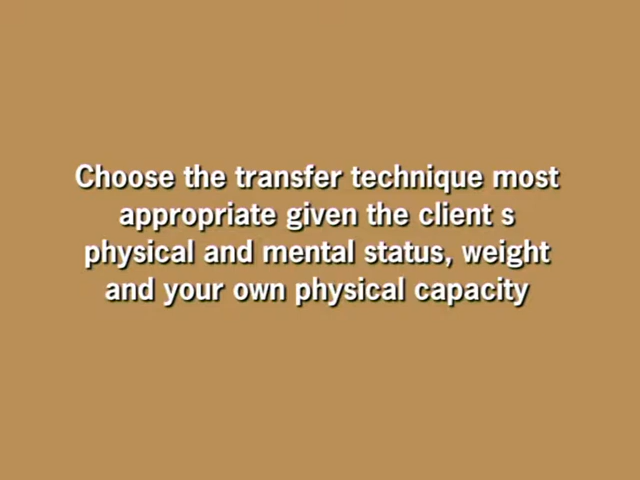 Choose the transfer technique most
appropriate given the client s
physical and mental status, weight
and your own physical capacity